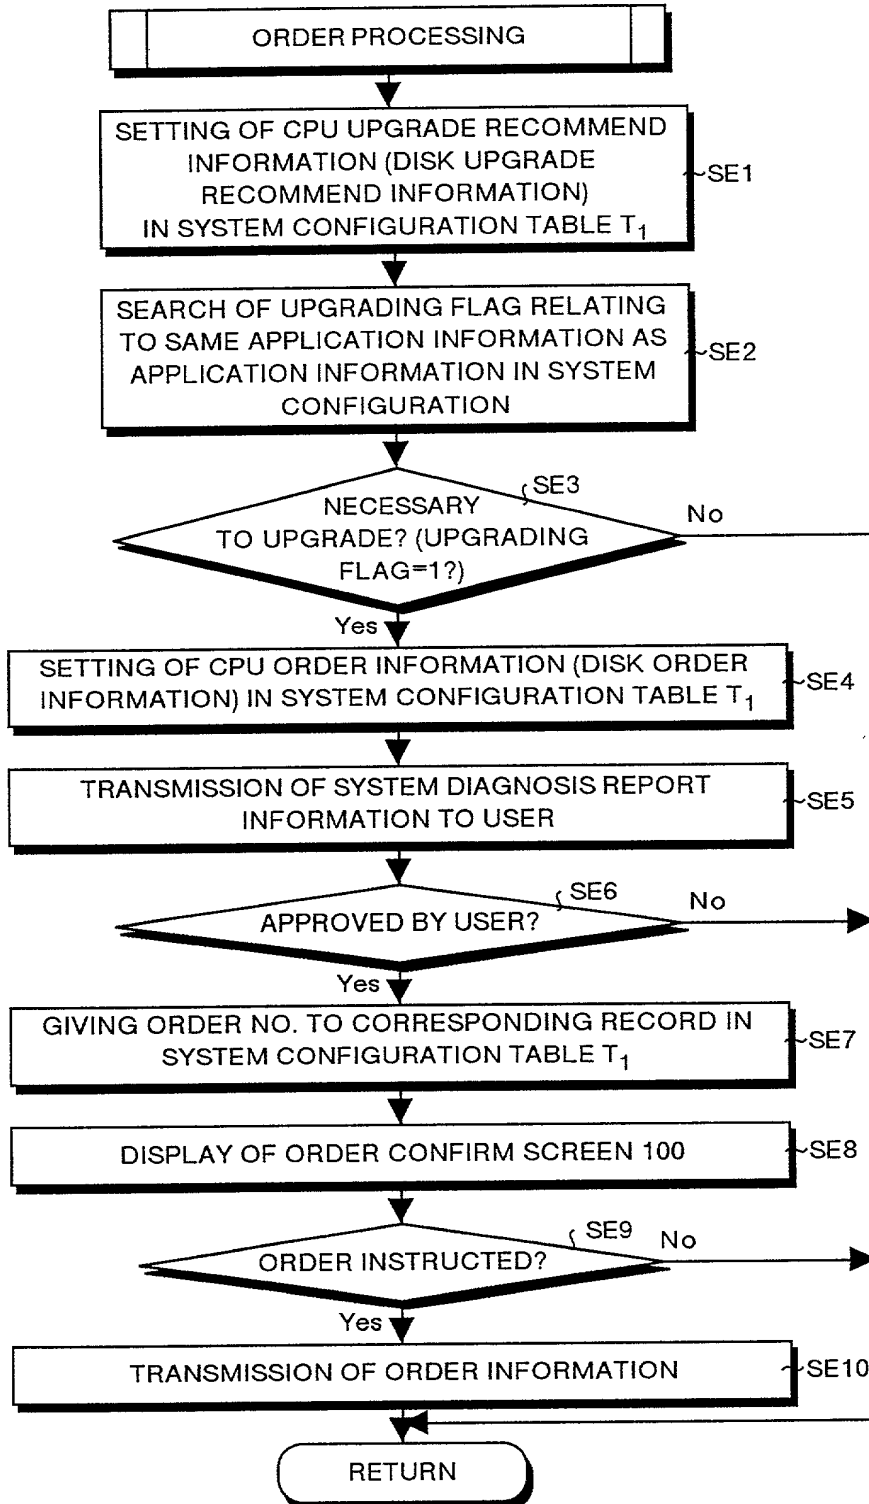 ORDER PROCESSING
SETTING OF CPU UPGRADE RECOMMEND
INFORMATION (DISK UPGRADE
RECOMMEND INFORMATION)
IN SYSTEM CONFIGURATION TABLE T1
SE1
SEARCH OF UPGRADING FLAG RELATING
TO SAME APPLICATION INFORMATION AS
APPLICATION INFORMATION IN SYSTEM
CONFIGURATION
SE2
SE3
NECESSARY
TO UPGRADE? (UPGRADING
FLAG=1?)
No
Yes
SETTING OF CPU ORDER INFORMATION (DISK ORDER
INFORMATION) IN SYSTEM CONFIGURATION TABLE T1
SE4
TRANSMISSION OF SYSTEM DIAGNOSIS REPORT
INFORMATION TO USER
SE5
SE6
APPROVED BY USER?
No
Yes
GIVING ORDER NO. TO CORRESPONDING RECORD IN
SYSTEM CONFIGURATION TABLE T1
SE7
DISPLAY OF ORDER CONFIRM SCREEN 100
SE8
SE9
ORDER INSTRUCTED?
No
Yes
TRANSMISSION OF ORDER INFORMATION
SE10
RETURN